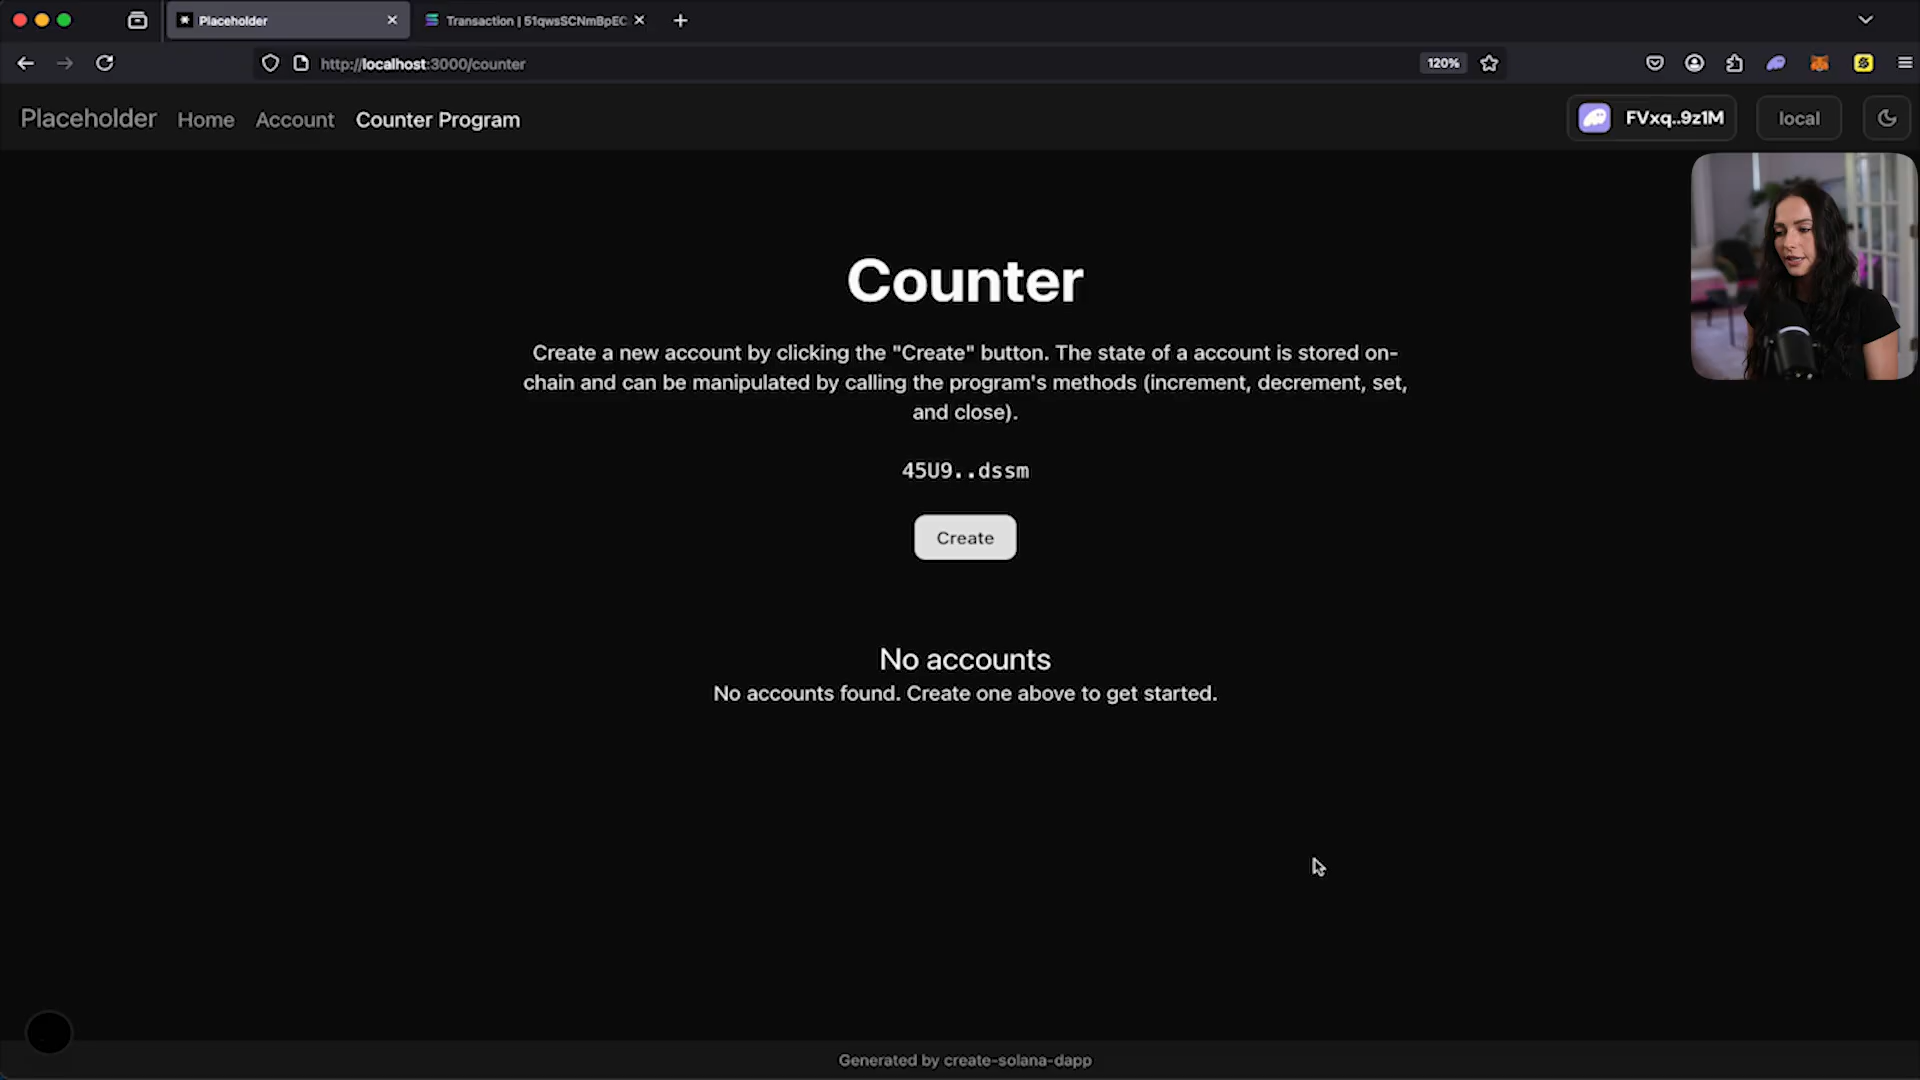 Placeholder
Transaction | 51qwsSCNmBpEC
http://localhost:3000/counter
120%
Placeholder
Home
Account
Counter Program
FVxq..9z1M
local
Counter
Create a new account by clicking the "Create" button. The state of a account is stored on-
chain and can be manipulated by calling the program's methods (increment, decrement, set,
and close).
45U9..dssm
Create
No accounts
No accounts found. Create one above to get started.
Generated by create-solana-dapp